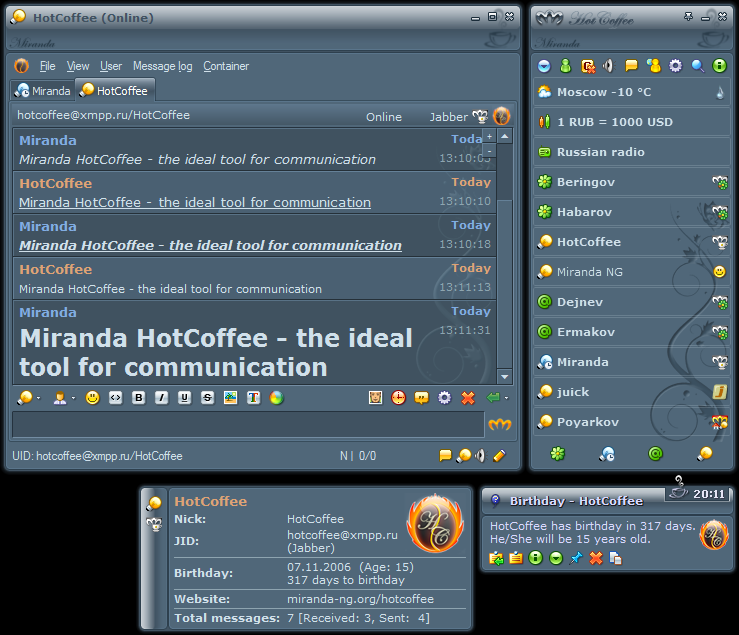 HotCoffee (Online)
Miranda
File View User Message log Container
Miranda HotCoffee
hotcoffee@xmpp.ru/HotCoffee Online Jabber
Miranda Toda
Miranda HotCoffee - the ideal tool for communication 13:10:03
HotCoffee Today
Miranda HotCoffee - the ideal tool for communication 13:10:10
Miranda Today
Miranda HotCoffee - the ideal tool for communication 13:10:18
HotCoffee Today
Miranda HotCoffee - the ideal tool for communication 13:11:13
Miranda Today
Miranda HotCoffee - the ideal 13:11:31
tool for communication
B I U S T
UID: hotcoffee@xmpp.ru/HotCoffee N | 0/0
Hot Coffee
Miranda
Moscow -10 °C
1 RUB = 1000 USD
Russian radio
Beringov
Habarov
HotCoffee
Miranda NG
Dejnev
Ermakov
Miranda
juick
Poyarkov
HotCoffee
Nick: HotCoffee
JID: hotcoffee@xmpp.ru
(Jabber)
Birthday: 07.11.2006 (Age: 15)
317 days to birthday
Website: miranda-ng.org/hotcoffee
Total messages: 7 [Received: 3, Sent: 4]
HC
Birthday - HotCoffee 20:11
HotCoffee has birthday in 317 days.
He/She will be 15 years old.